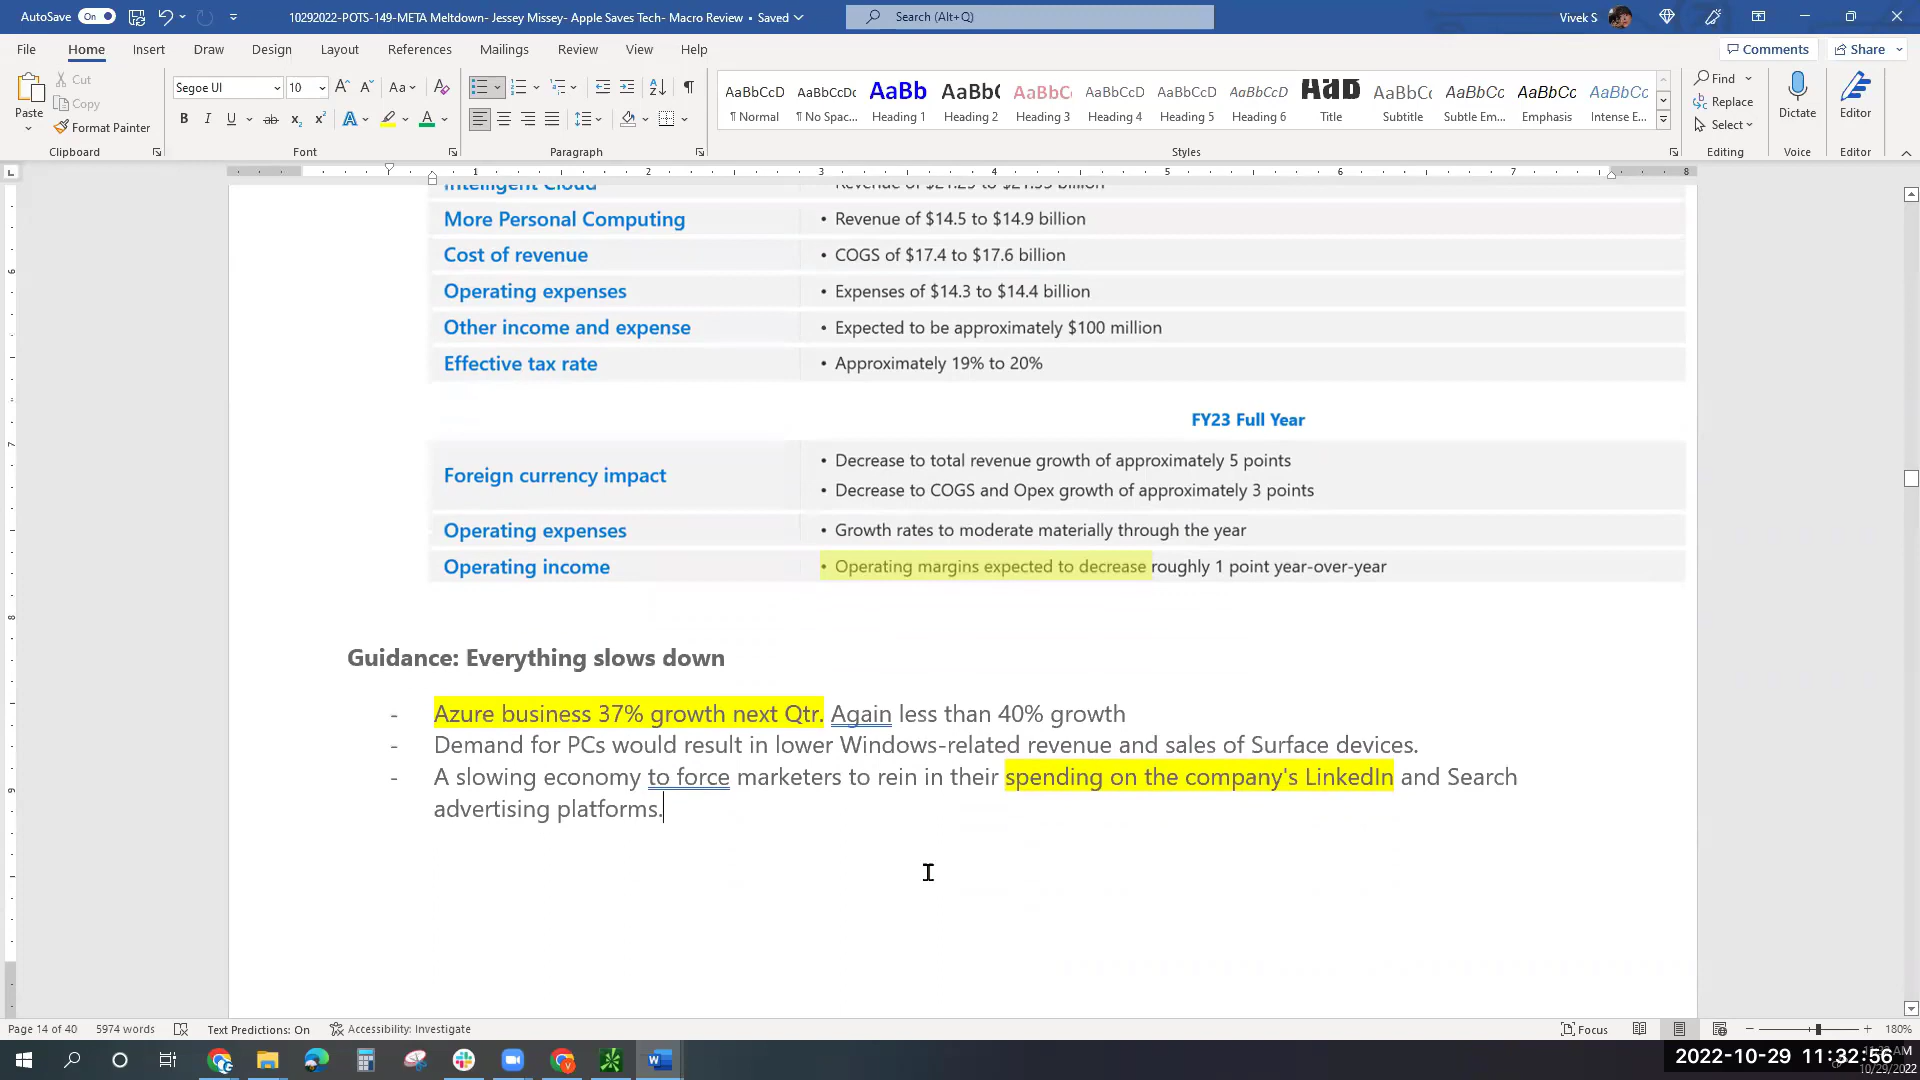 AutoSave On 10292022-POTS-149-META Meltdown- Jessey Missey- Apple Saves Tech- Macro Review • Saved Search (Alt+Q) Vivek S
File Home Insert Draw Design Layout References Mailings Review View Help Comments Share
Cut
Copy
Paste Format Painter
Segoe UI 10
Find
Replace
Select
Dictate Editor
AaBbCcD AaBbCcDc AaBb AaBb( AaBbC AaBbCcD AaBbCcD AaBbCcD AaB AaBbC AaBbCc AaBbCc AaBbCc
¶ Normal ¶ No Spac... Heading 1 Heading 2 Heading 3 Heading 4 Heading 5 Heading 6 Title Subtitle Subtle Em... Emphasis Intense E...
Clipboard Font Paragraph Styles Editing Voice Editor
1 2 3 4 5 6 7 8
Intelligent Cloud
More Personal Computing • Revenue of $14.5 to $14.9 billion
Cost of revenue • COGS of $17.4 to $17.6 billion
Operating expenses • Expenses of $14.3 to $14.4 billion
Other income and expense • Expected to be approximately $100 million
Effective tax rate • Approximately 19% to 20%
FY23 Full Year
Foreign currency impact • Decrease to total revenue growth of approximately 5 points
• Decrease to COGS and Opex growth of approximately 3 points
Operating expenses • Growth rates to moderate materially through the year
Operating income • Operating margins expected to decrease roughly 1 point year-over-year
Guidance: Everything slows down
- Azure business 37% growth next Qtr. Again less than 40% growth
- Demand for PCs would result in lower Windows-related revenue and sales of Surface devices.
- A slowing economy to force marketers to rein in their spending on the company's LinkedIn and Search
advertising platforms.
Page 14 of 40 5974 words Text Predictions: On Accessibility: Investigate Focus 180%
2022-10-29 11:32:56